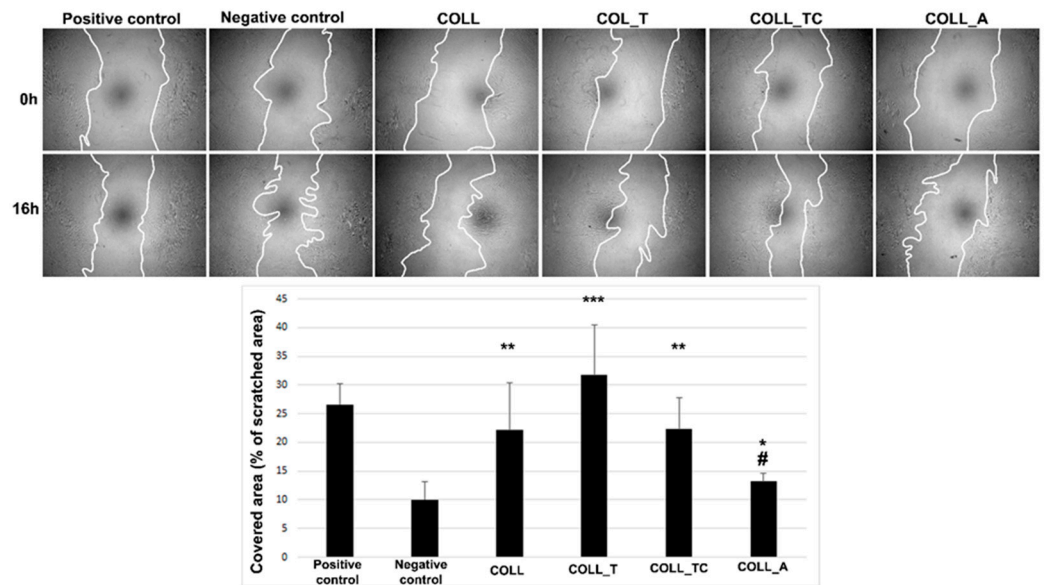 Positive control Negative control COLL COL_T COLL_TC COLL_A
0h
16h
Covered area (% of scratched area)
45
40
35
30
25
20
15
10
5
0
***
** **
*
#
Positive control Negative control COLL COLL_T COLL_TC COLL_A